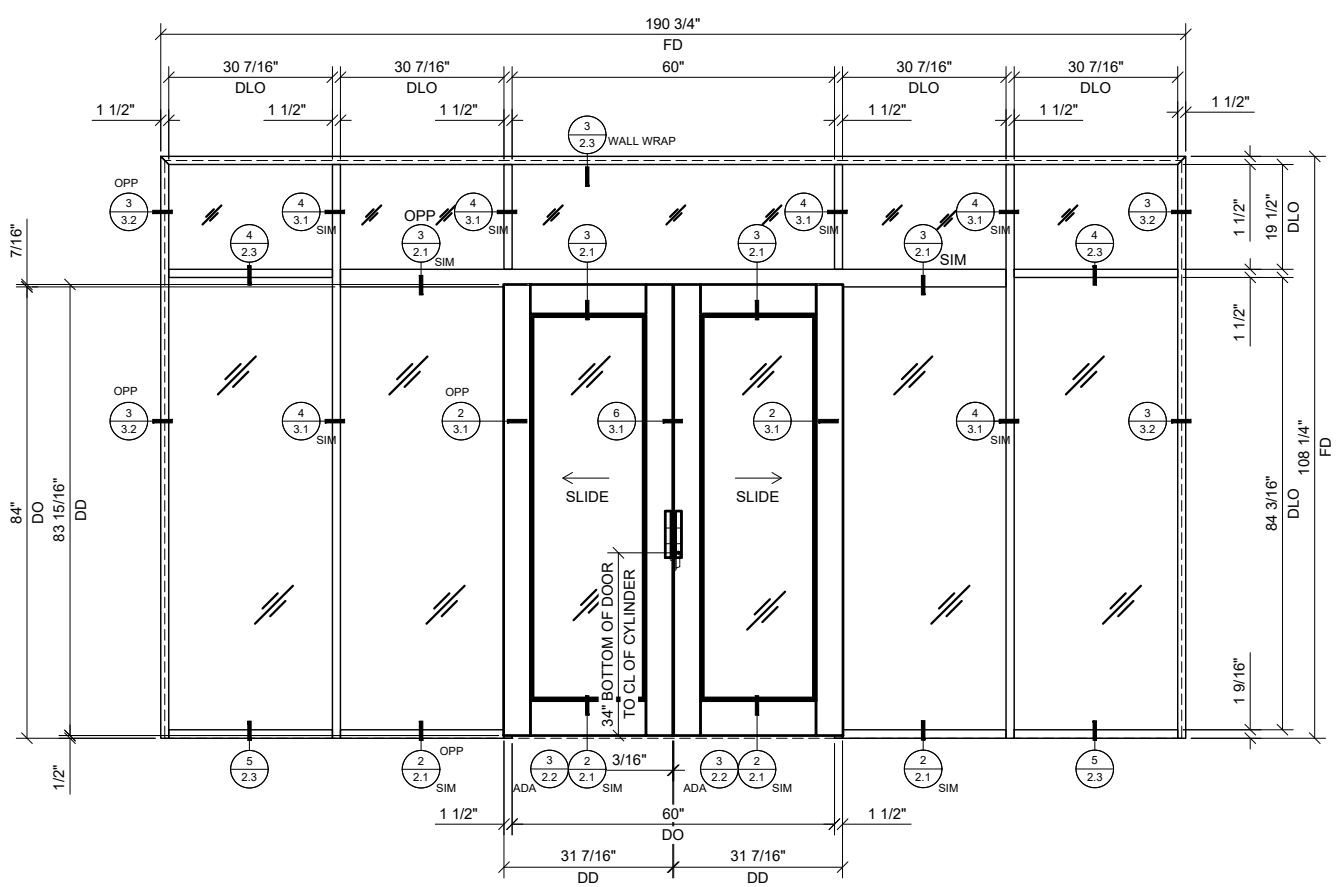 190 3/4"
FD
30 7/16"
DLO
30 7/16"
DLO
60"
30 7/16"
DLO
30 7/16"
DLO
1 1/2"
1 1/2"
1 1/2"
1 1/2"
1 1/2"
1 1/2"
3
2.3
WALL WRAP
OPP
3
3.2
4
3.1
SIM
4
3.1
4
3.1
SIM
4
3.1
SIM
3
3.2
4
2.3
OPP
3
2.1
SIM
3
2.1
3
2.1
3
2.1
SIM
4
2.3
7/16"
1 1/2"
19 1/2"
DLO
1 1/2"
OPP
3
3.2
4
3.1
SIM
OPP
2
3.1
6
3.1
2
3.1
4
3.1
SIM
3
3.2
108 1/4"
FD
SLIDE
SLIDE
84"
DO
83 15/16"
DD
84 3/16"
DLO
34" BOTTOM OF DOOR
TO CL OF CYLINDER
1 9/16"
1/2"
5
2.3
2
2.1
OPP
SIM
ADA
3
2.2
2
2.1
SIM
3/16"
ADA
3
2.2
2
2.1
SIM
2
2.1
SIM
5
2.3
1 1/2"
60"
DO
1 1/2"
31 7/16"
DD
31 7/16"
DD